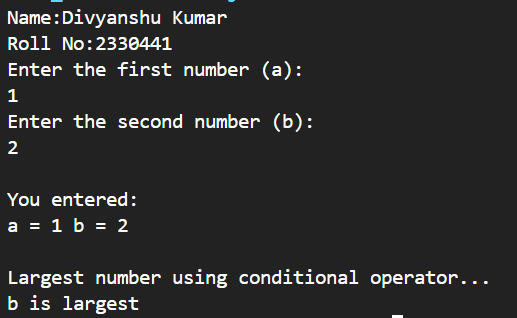 Name:Divyanshu Kumar
Roll No:2330441
Enter the first number (a):
1
Enter the second number (b):
2
You entered:
a = 1 b = 2
Largest number using conditional operator...
b is largest